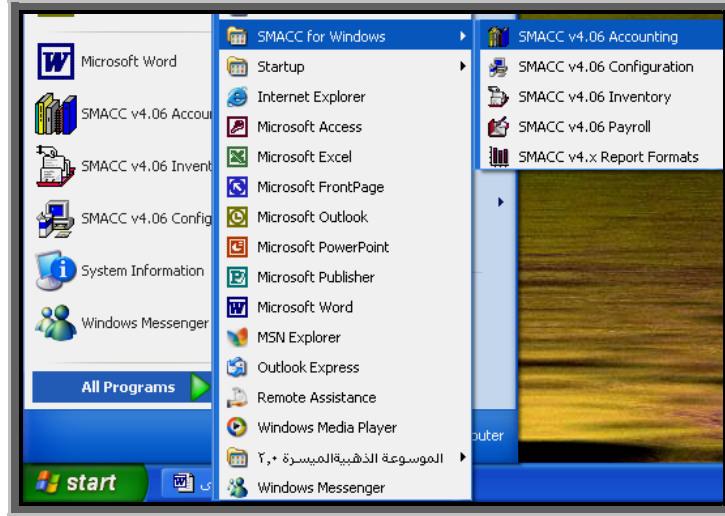 Microsoft Word
SMACC v4.06 Accou
SMACC v4.06 Invent
SMACC v4.06 Config
System Information
Windows Messenger
All Programs
start
SMACC for Windows
Startup
Internet Explorer
Microsoft Access
Microsoft Excel
Microsoft FrontPage
Microsoft Outlook
Microsoft PowerPoint
Microsoft Publisher
Microsoft Word
MSN Explorer
Outlook Express
Remote Assistance
Windows Media Player
الموسوعة الذهبيةالميسرة ٢,٠
Windows Messenger
SMACC v4.06 Accounting
SMACC v4.06 Configuration
SMACC v4.06 Inventory
SMACC v4.06 Payroll
SMACC v4.x Report Formats
puter